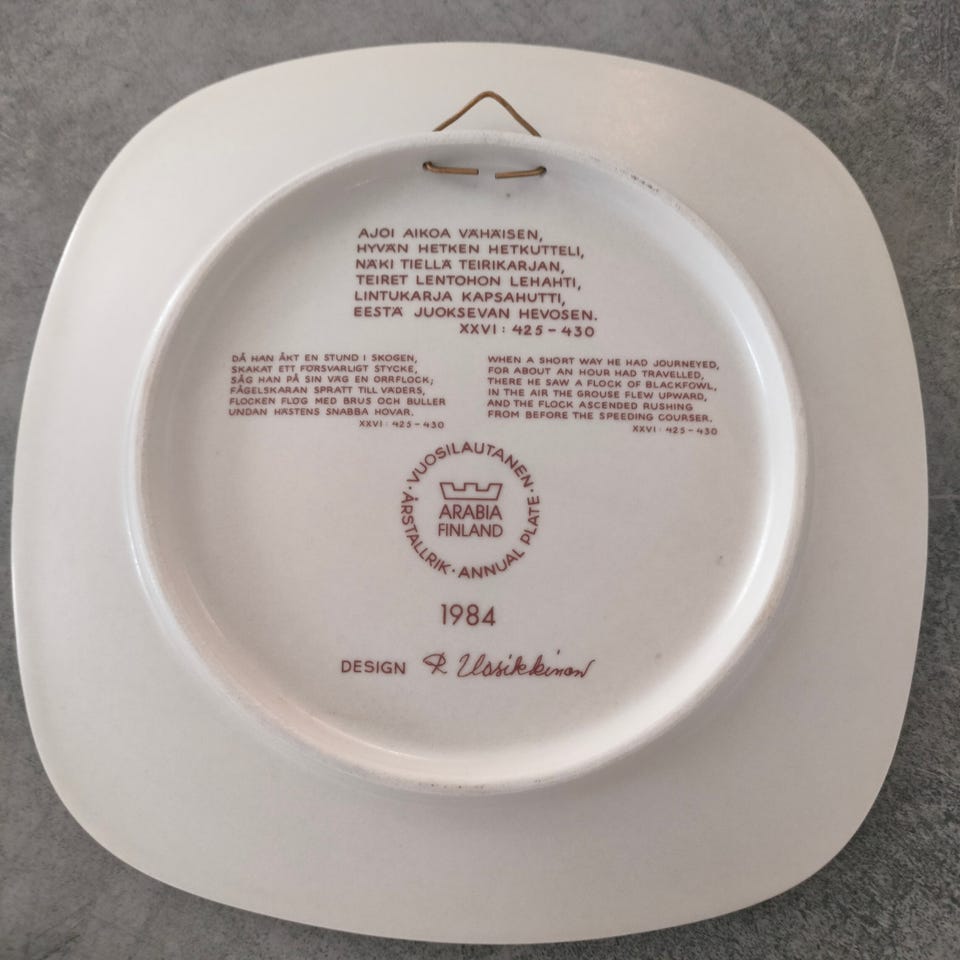 AJOI AIKOA VÄHÄISEN,
HYVÄN HETKEN HETKUTTELI,
NÄKI TIELLÄ TEIRIKARJAN,
TEIRET LENTOHON LEHAHTI,
LINTUKARJA KAPSAHUTTI,
EESTÄ JUOKSEVAN HEVOSEN.
XXVI : 425 – 430
DÅ HAN ÅKT EN STUND I SKOGEN,
SKAKAT ETT FÖRSVARLIGT STYCKE,
SÅG HAN PÅ SIN VÄG EN ORRFLOCK;
FÅGELSKARAN SPRATT TILL VÄDERS,
FLOCKEN FLÖG MED BRUS OCH BULLER
UNDAN HÄSTENS SNABBA HOVAR.
XXVI : 425 – 430
WHEN A SHORT WAY HE HAD JOURNEYED,
FOR ABOUT AN HOUR HAD TRAVELLED,
THERE HE SAW A FLOCK OF BLACKFOWL,
IN THE AIR THE GROUSE FLEW UPWARD,
AND THE FLOCK ASCENDED RUSHING
FROM BEFORE THE SPEEDING COURSER.
XXVI : 425 – 430
· VUOSILAUTANEN · ANNUAL PLATE · ÅRSTALLRIK
ARABIA
FINLAND
1984
DESIGN R Uosikkinen